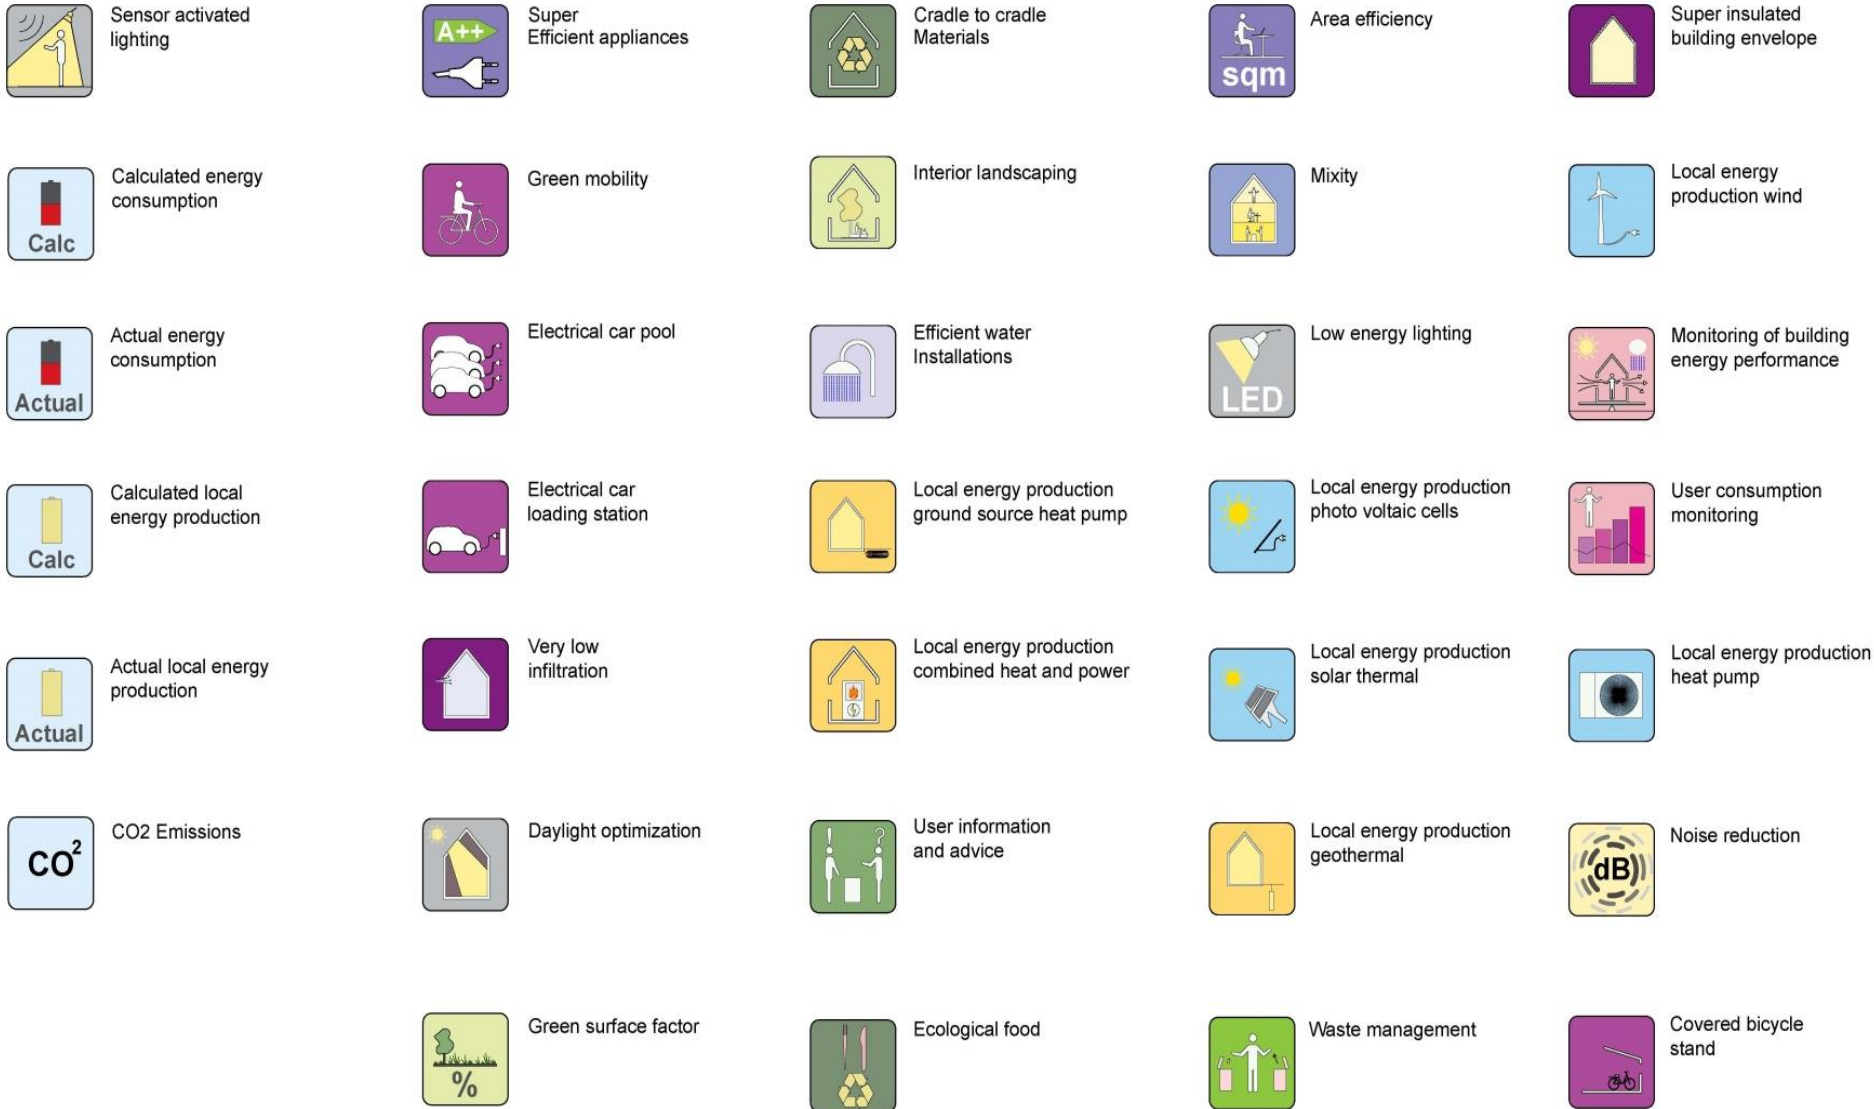 Sensor activated
lighting
A++
Super
Efficient appliances
Cradle to cradle
Materials
sqm
Area efficiency
Super insulated
building envelope
Calc
Calculated energy
consumption
Green mobility
Interior landscaping
Mixity
Local energy
production wind
Actual
Actual energy
consumption
Electrical car pool
Efficient water
Installations
LED
Low energy lighting
Monitoring of building
energy performance
Calc
Calculated local
energy production
Electrical car
loading station
Local energy production
ground source heat pump
Local energy production
photo voltaic cells
User consumption
monitoring
Actual
Actual local energy
production
Very low
infiltration
Local energy production
combined heat and power
Local energy production
solar thermal
Local energy production
heat pump
CO²
CO2 Emissions
Daylight optimization
! ?
User information
and advice
Local energy production
geothermal
dB
Noise reduction
%
Green surface factor
Ecological food
Waste management
Covered bicycle
stand